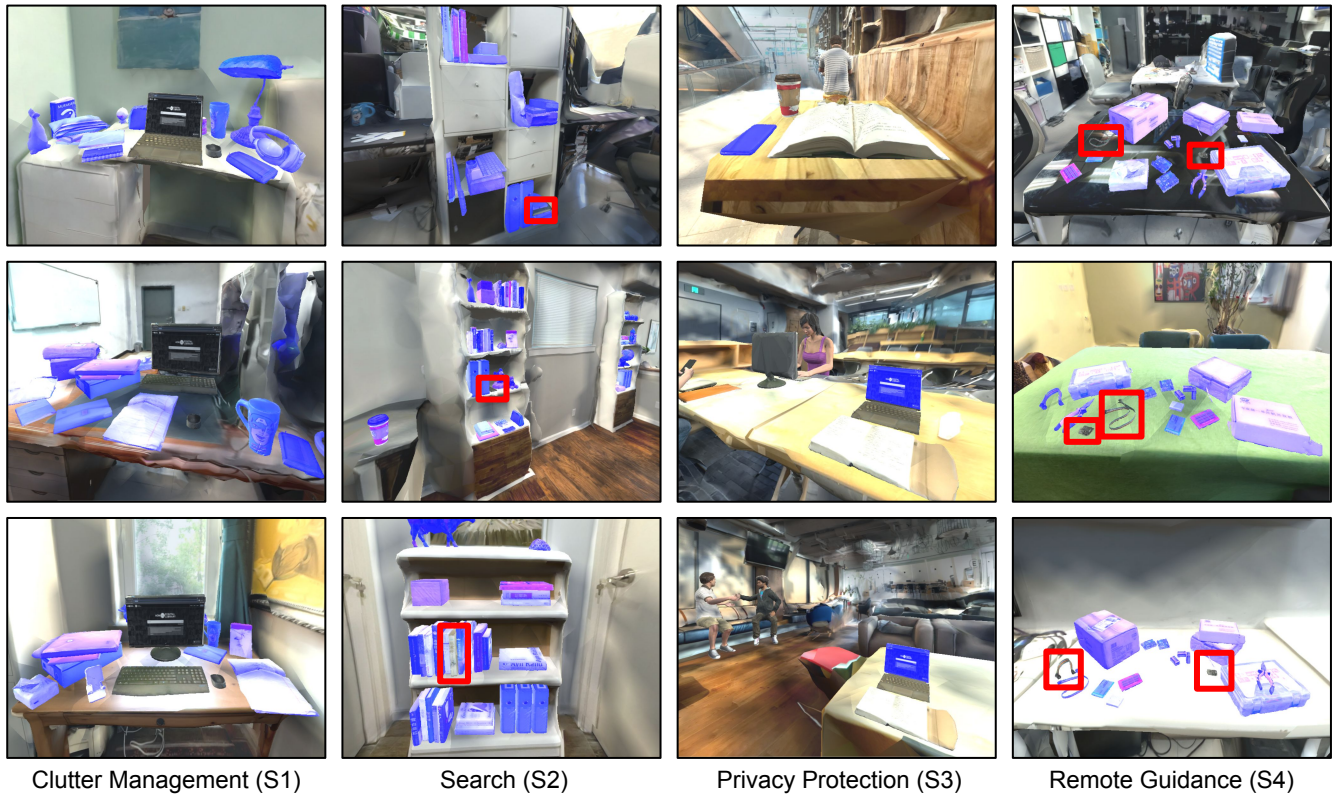 Clutter Management (S1)
Search (S2)
Privacy Protection (S3)
Remote Guidance (S4)